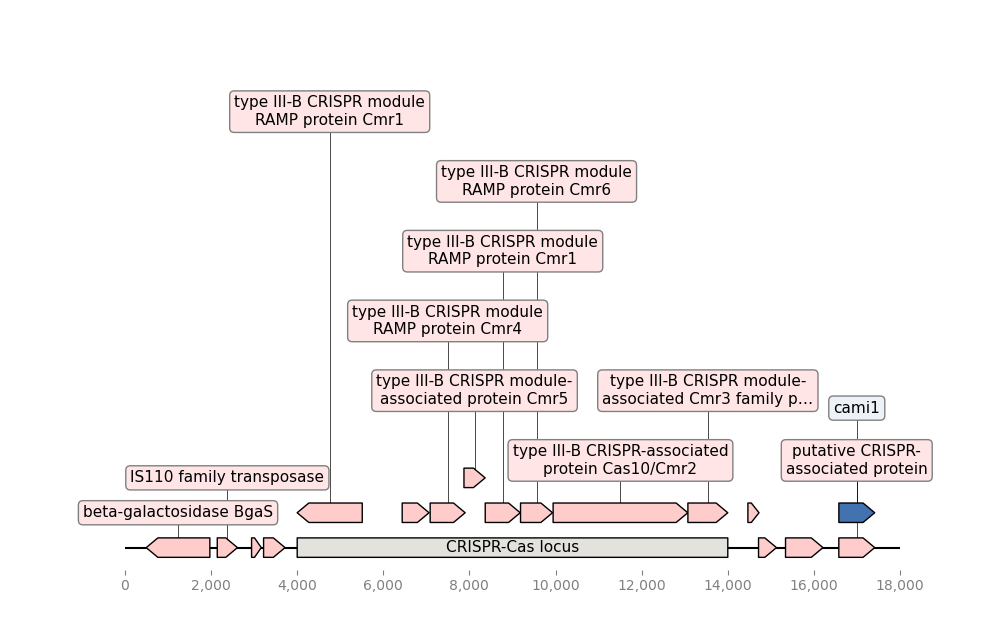 type III-B CRISPR module
RAMP protein Cmr1
type III-B CRISPR module
RAMP protein Cmr6
type III-B CRISPR module
RAMP protein Cmr1
type III-B CRISPR module
RAMP protein Cmr4
type III-B CRISPR module-
associated protein Cmr5
type III-B CRISPR module-
associated Cmr3 family p...
cami1
type III-B CRISPR-associated
protein Cas10/Cmr2
putative CRISPR-
associated protein
IS110 family transposase
beta-galactosidase BgaS
CRISPR-Cas locus
0 2,000 4,000 6,000 8,000 10,000 12,000 14,000 16,000 18,000